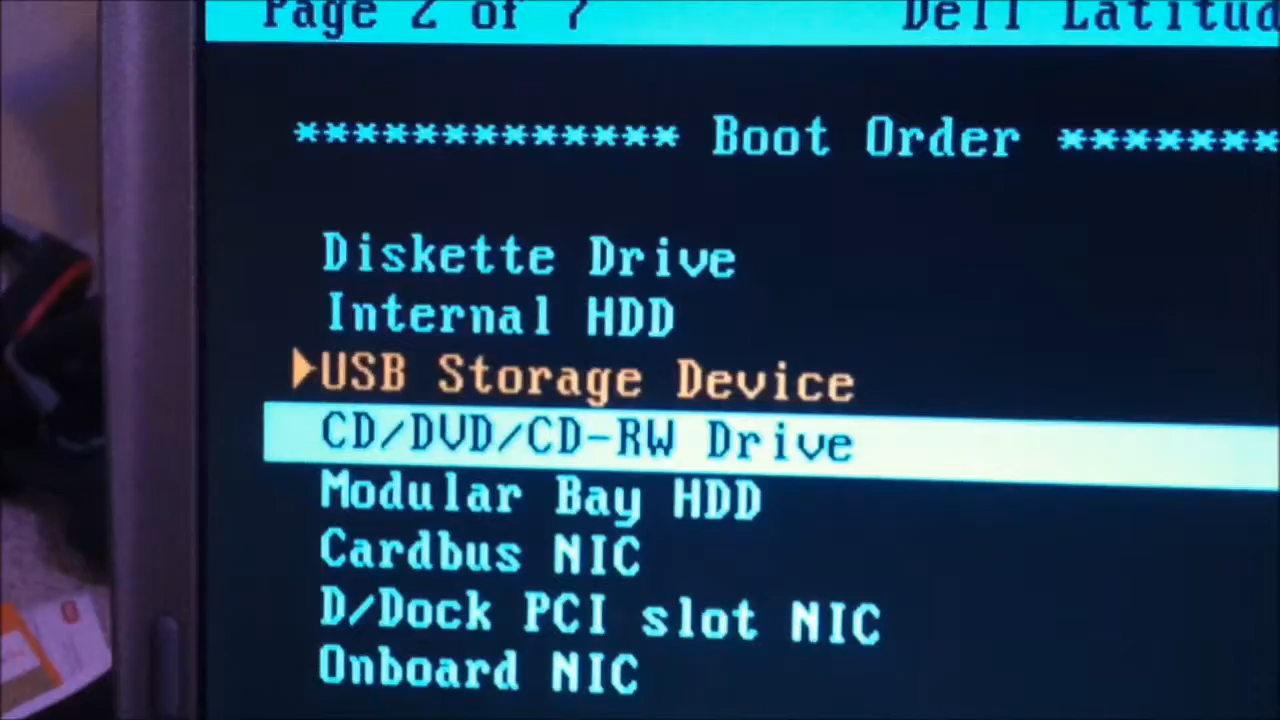 Page 2 of 7 Dell Latitud
************* Boot Order *******
Diskette Drive
Internal HDD
►USB Storage Device
CD/DVD/CD-RW Drive
Modular Bay HDD
Cardbus NIC
D/Dock PCI slot NIC
Onboard NIC